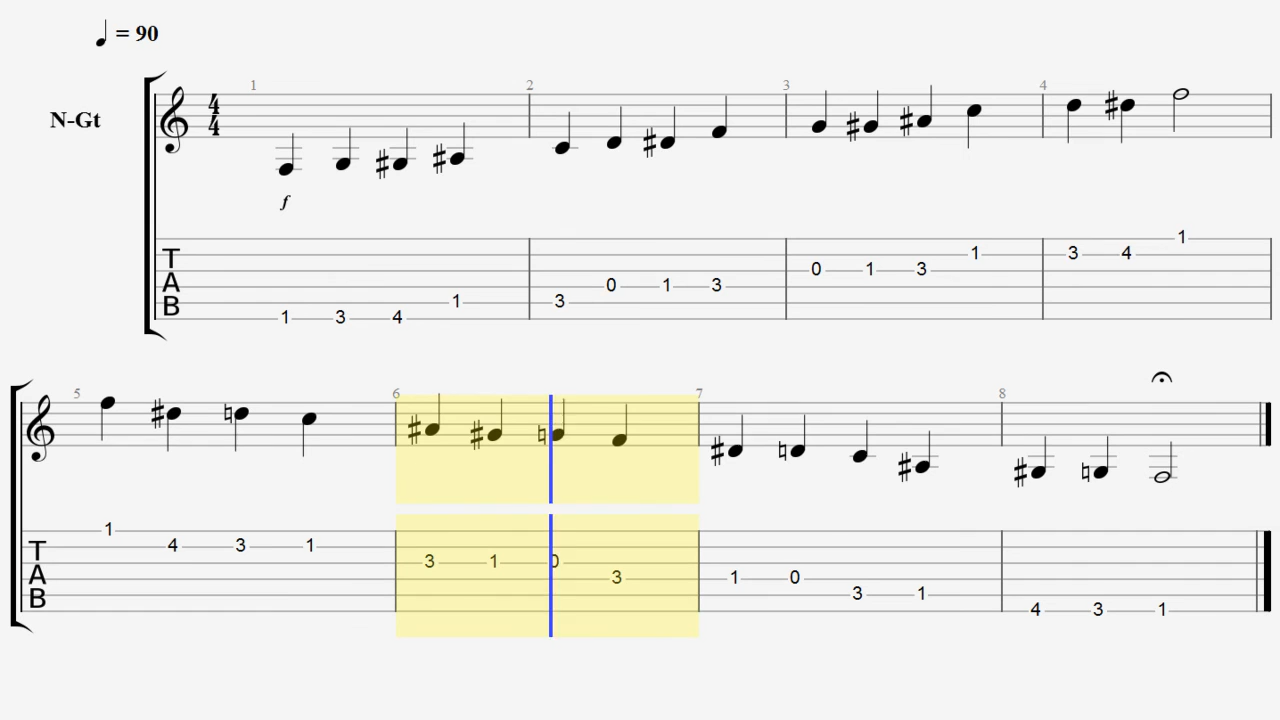 ♩ = 90
1 2 3 4
N-Gt
4
4
f
1 3 4 1 3 0 1 3 0 1 3 1 3 4 1
T
A
B
5 6 7 8
1 4 3 1 3 1 0 3 1 0 3 1 4 3 1
T
A
B